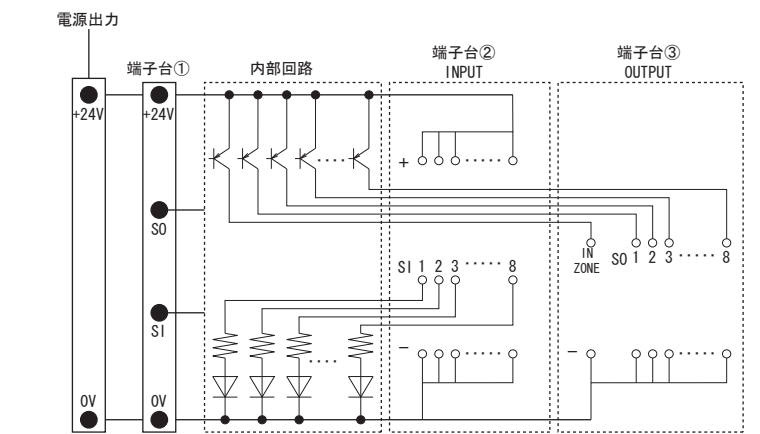 電源出力
端子台①
内部回路
端子台②
INPUT
端子台③
OUTPUT
+24V
+24V
+
SO
IN
ZONE
SO 1 2 3 ····· 8
SI 1 2 3 ····· 8
SI
−
−
0V
0V